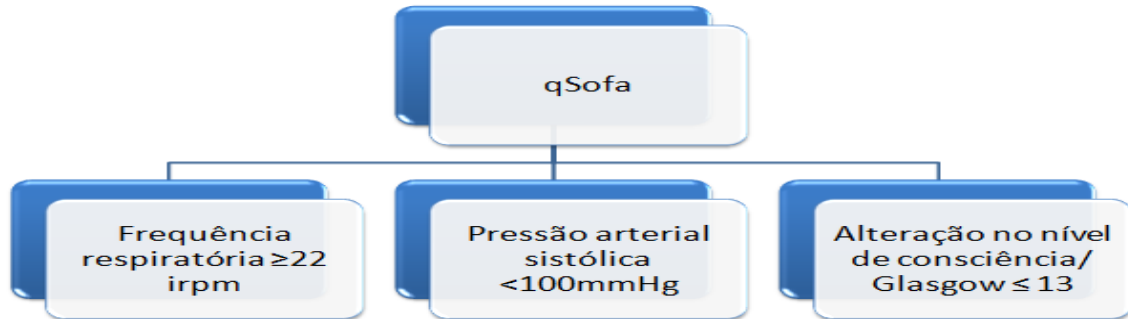 qSofa
Frequência
respiratória ≥22
irpm
Pressão arterial
sistólica
<100mmHg
Alteração no nível
de consciência/
Glasgow ≤ 13